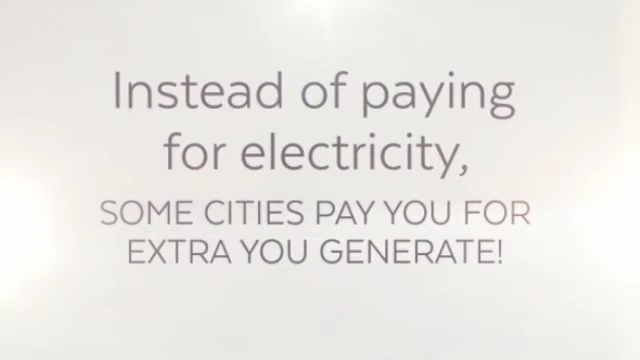 Instead of paying
for electricity,
SOME CITIES PAY YOU FOR
EXTRA YOU GENERATE!